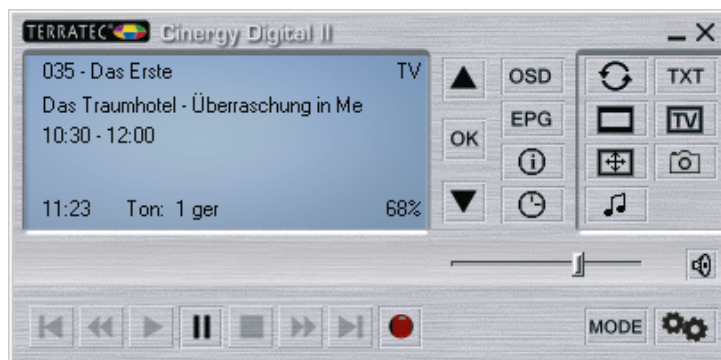 TERRATEC Cinergy Digital II
035 - Das Erste TV
Das Traumhotel - Überraschung in Me
10:30 - 12:00
11:23 Ton: 1 ger 68%
OK
OSD
EPG
TXT
TV
MODE